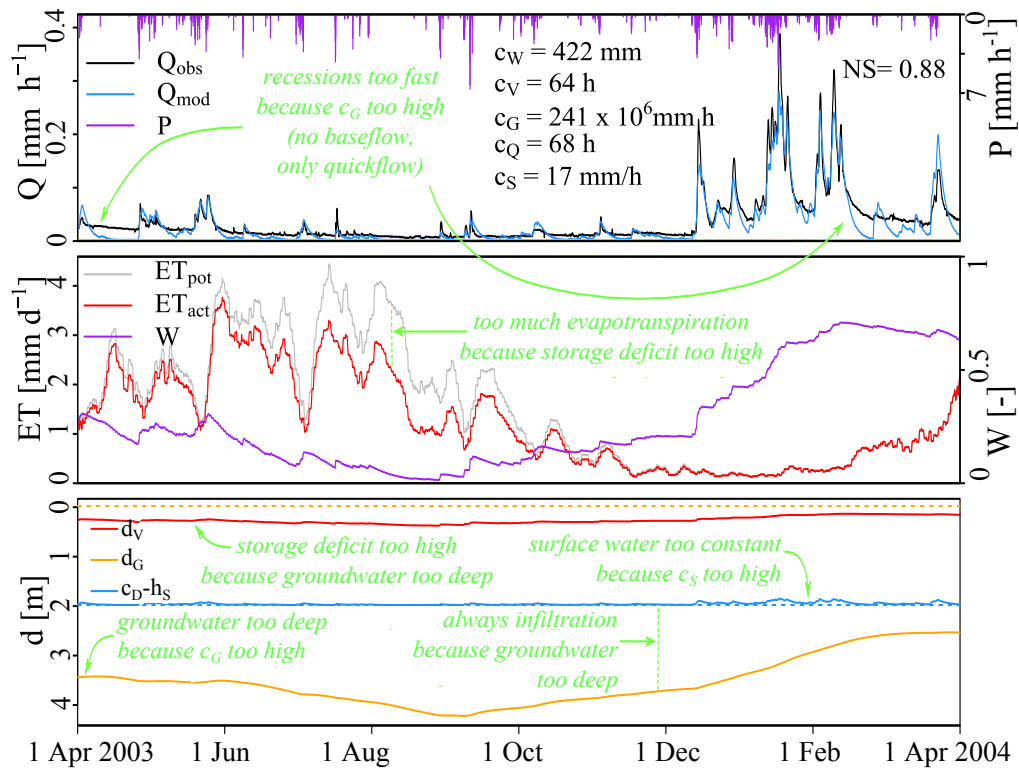 0
0.2
0.4
Q [mm h⁻¹]
Q_obs
Q_mod
P
recessions too fast
because c_G too high
(no baseflow,
only quickflow)
c_W = 422 mm
c_V = 64 h
c_G = 241 x 10⁶mm h
c_Q = 68 h
c_S = 17 mm/h
NS= 0.88
0
7
P [mm h⁻¹]
0
1
2
3
4
ET [mm d⁻¹]
ET_pot
ET_act
W
too much evapotranspiration
because storage deficit too high
0
0.5
1
W [-]
0
1
2
3
4
d [m]
d_V
d_G
c_D-h_S
storage deficit too high
because groundwater too deep
surface water too constant
because c_S too high
groundwater too deep
because c_G too high
always infiltration
because groundwater
too deep
1 Apr 2003
1 Jun
1 Aug
1 Oct
1 Dec
1 Feb
1 Apr 2004